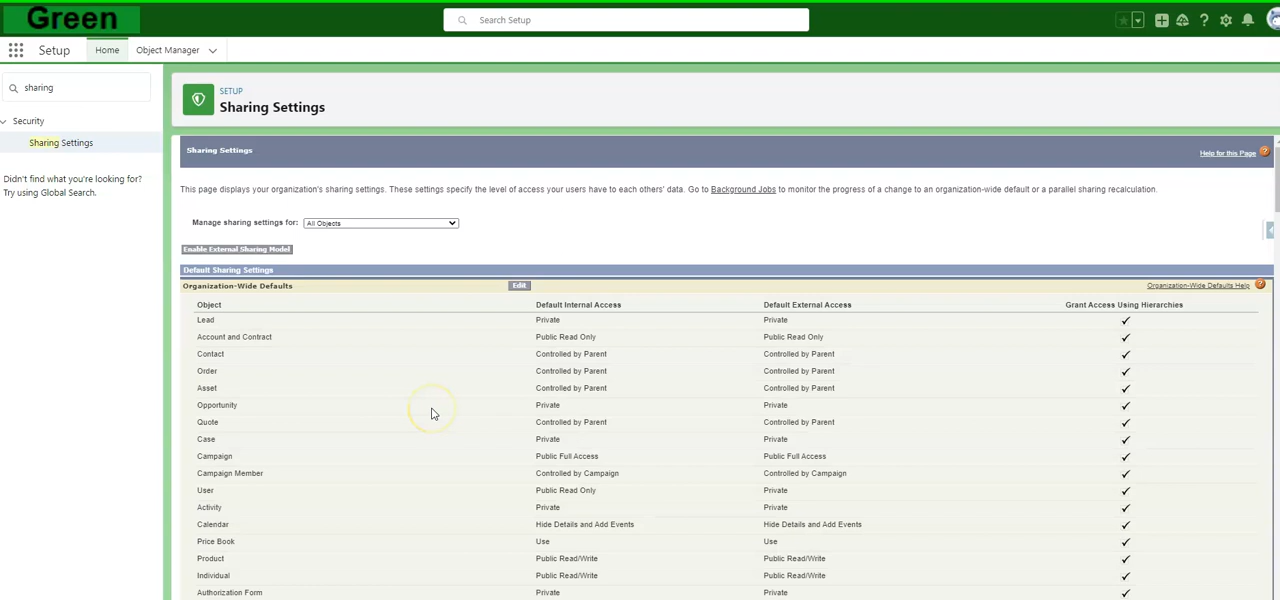 Green
Search Setup
Setup Home Object Manager
sharing
Security
Sharing Settings
Didn't find what you're looking for?
Try using Global Search.
SETUP
Sharing Settings
Sharing Settings
Help for this Page
This page displays your organization's sharing settings. These settings specify the level of access your users have to each others' data. Go to Background Jobs to monitor the progress of a change to an organization-wide default or a parallel sharing recalculation.
Manage sharing settings for: All Objects
Enable External Sharing Model
Default Sharing Settings
Organization-Wide Defaults Edit Organization-Wide Defaults Help
Object Default Internal Access Default External Access Grant Access Using Hierarchies
Lead Private Private ✓
Account and Contract Public Read Only Public Read Only ✓
Contact Controlled by Parent Controlled by Parent ✓
Order Controlled by Parent Controlled by Parent ✓
Asset Controlled by Parent Controlled by Parent ✓
Opportunity Private Private ✓
Quote Controlled by Parent Controlled by Parent ✓
Case Private Private ✓
Campaign Public Full Access Public Full Access ✓
Campaign Member Controlled by Campaign Controlled by Campaign ✓
User Public Read Only Private ✓
Activity Private Private ✓
Calendar Hide Details and Add Events Hide Details and Add Events ✓
Price Book Use Use ✓
Product Public Read/Write Public Read/Write ✓
Individual Public Read/Write Public Read/Write ✓
Authorization Form Private Private ✓